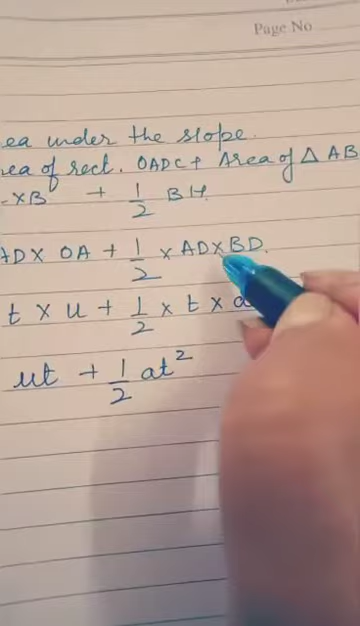 Page No
ea under the slope.
ea of rect. OADC + Area of △ AB
×B + 1/2 BH.
AD× OA + 1/2 × AD×BD.
t × u + 1/2 × t × a
ut + 1/2 at²